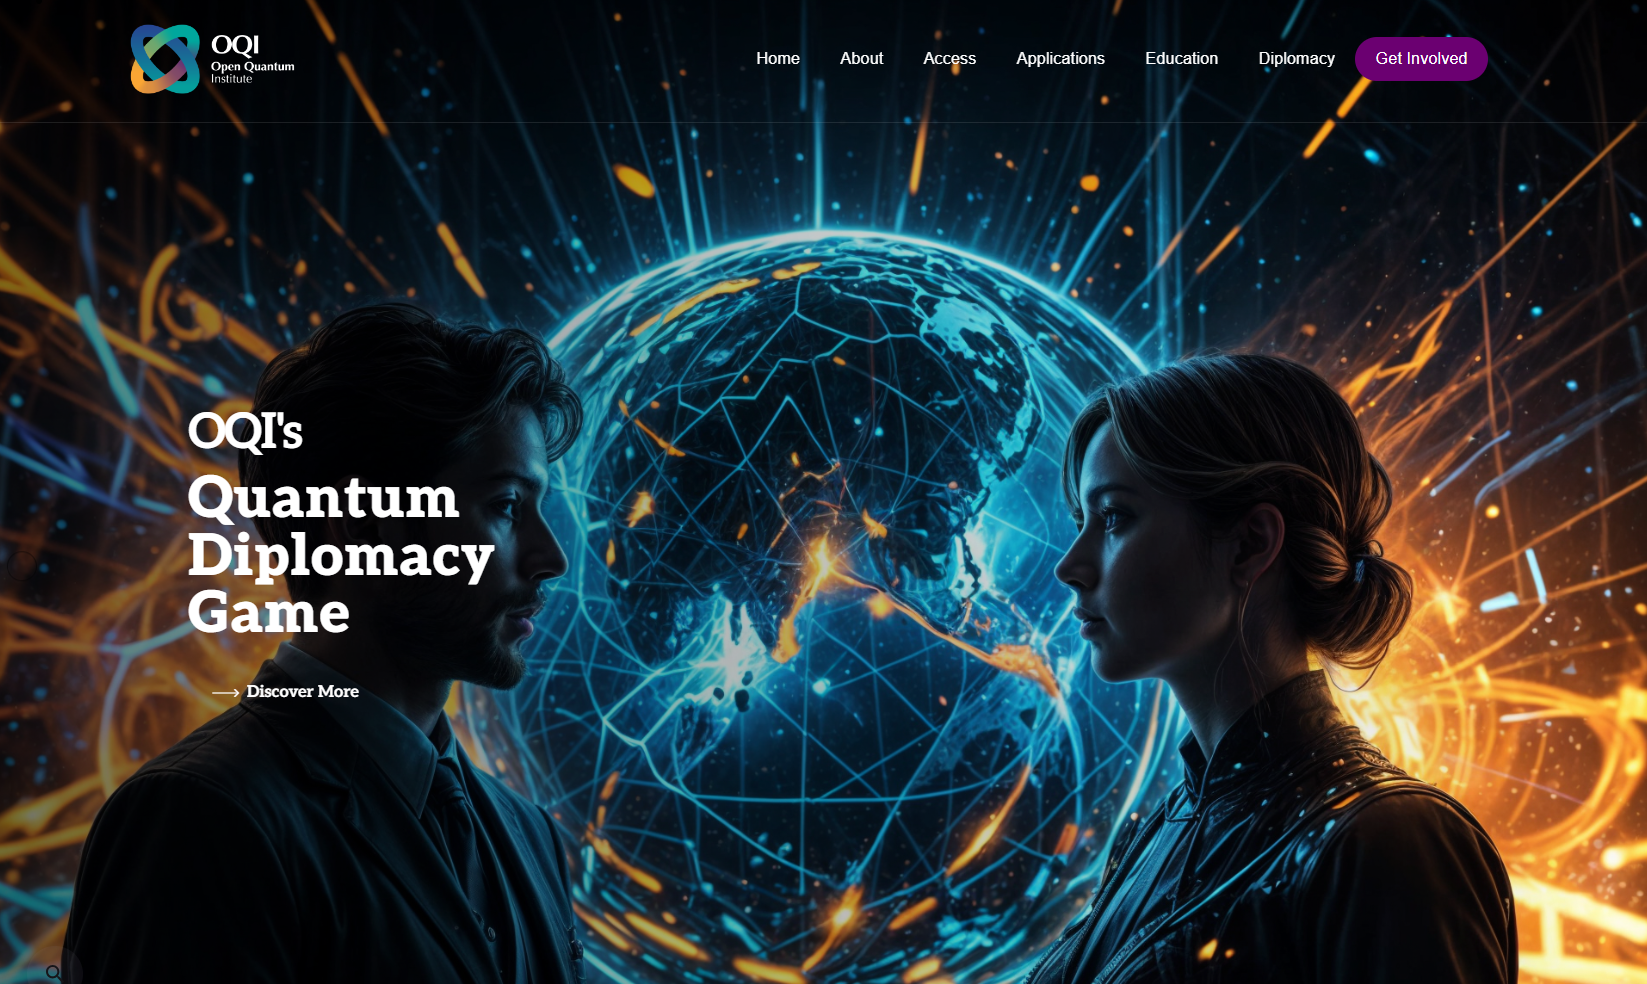 OQI
Open Quantum
Institute
Home
About
Access
Applications
Education
Diplomacy
Get Involved
OQI's
Quantum
Diplomacy
Game
Discover More